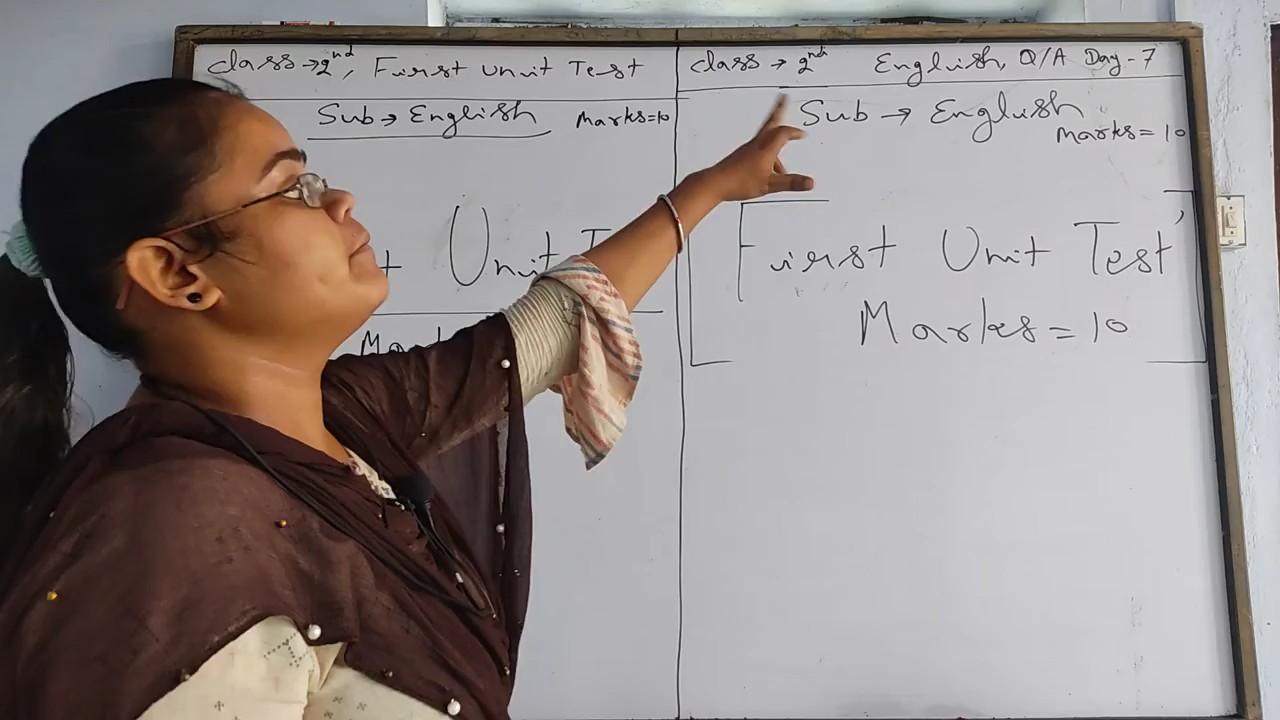 Class → 2nd, First Unit Test
Sub → English Marks = 10
Unit
Class → 2nd English, Q/A Day - 7
Sub → English
Marks = 10
First Unit Test'
Marks = 10